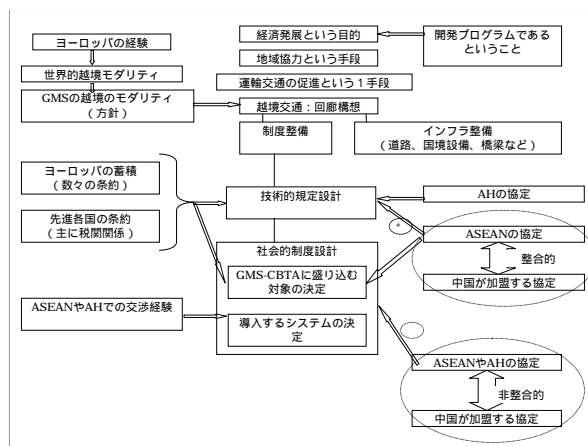 ヨーロッパの経験
世界的越境モダリティ
GMSの越境のモダリティ
（方針）
経済発展という目的
開発プログラムである
ということ
地域協力という手段
運輸交通の促進という１手段
越境交通：回廊構想
制度整備
インフラ整備
（道路、国境設備、橋梁など）
ヨーロッパの蓄積
（数々の条約）
先進各国の条約
（主に税関関係）
技術的規定設計
AHの協定
ASEANの協定
整合的
中国が加盟する協定
社会的制度設計
GMS-CBTAに盛り込む
対象の決定
ASEANやAHでの交渉経験
導入するシステムの決
定
ASEANやAHの協定
非整合的
中国が加盟する協定